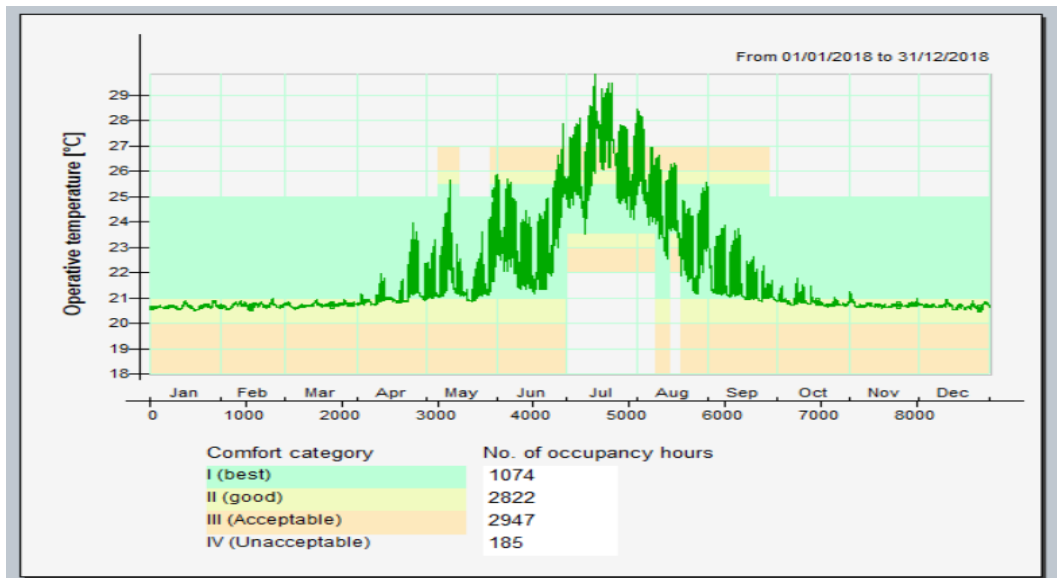 From 01/01/2018 to 31/12/2018
Operative temperature [°C]
29
28
27
26
25
24
23
22
21
20
19
18
Jan Feb Mar Apr May Jun Jul Aug Sep Oct Nov Dec
0 1000 2000 3000 4000 5000 6000 7000 8000
Comfort category No. of occupancy hours
I (best) 1074
II (good) 2822
III (Acceptable) 2947
IV (Unacceptable) 185